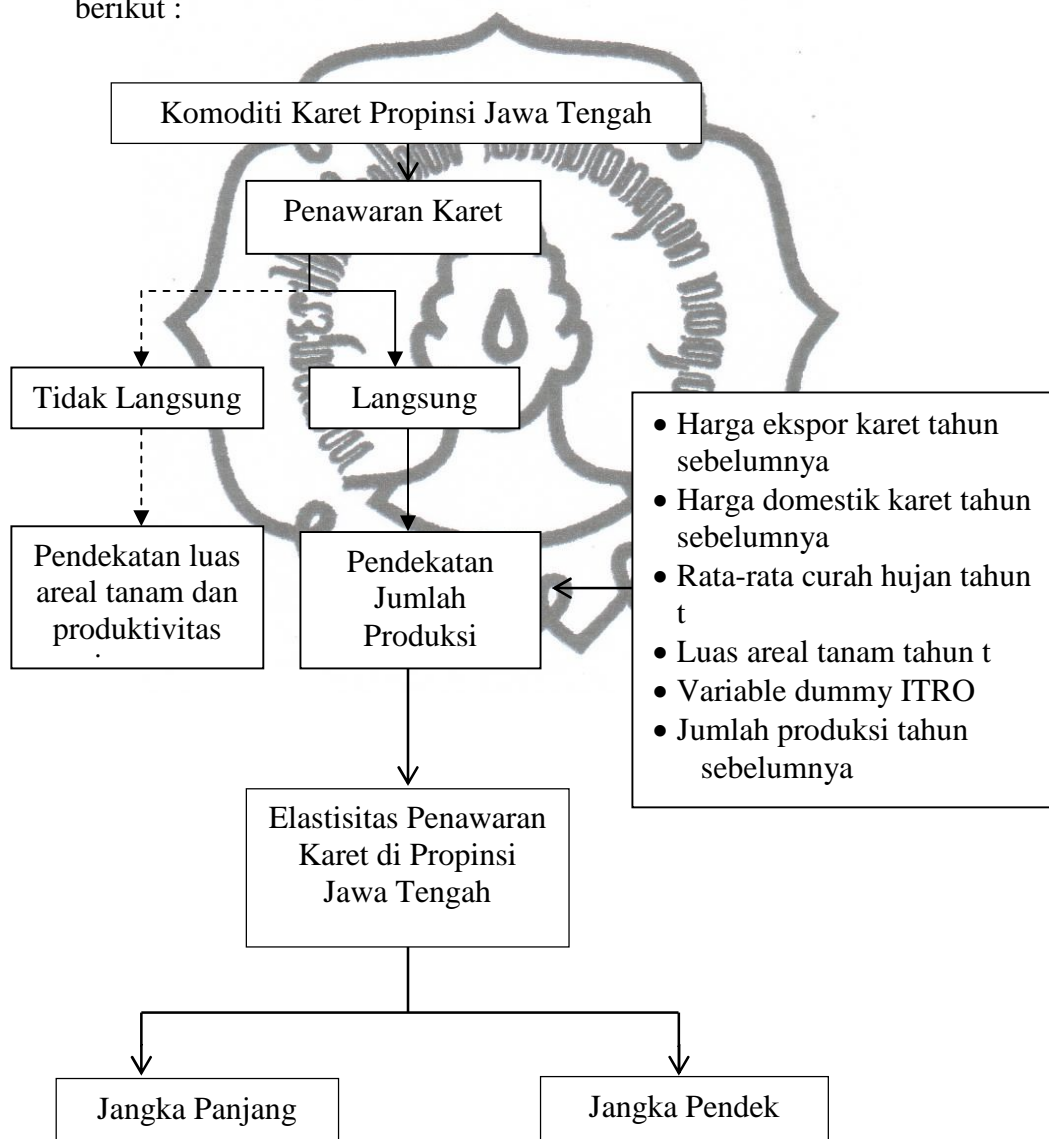 berikut :
Komoditi Karet Propinsi Jawa Tengah
Penawaran Karet
Tidak Langsung
Langsung
Pendekatan luas
areal tanam dan
produktivitas
Pendekatan
Jumlah
Produksi
• Harga ekspor karet tahun
sebelumnya
• Harga domestik karet tahun
sebelumnya
• Rata-rata curah hujan tahun
t
• Luas areal tanam tahun t
• Variable dummy ITRO
• Jumlah produksi tahun
sebelumnya
Elastisitas Penawaran
Karet di Propinsi
Jawa Tengah
Jangka Panjang
Jangka Pendek